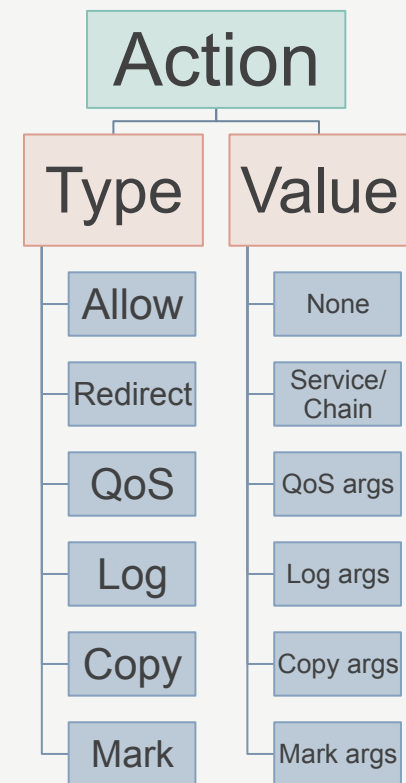 Action
Type
Value
Allow
None
Redirect
Service/
Chain
QoS
QoS args
Log
Log args
Copy
Copy args
Mark
Mark args